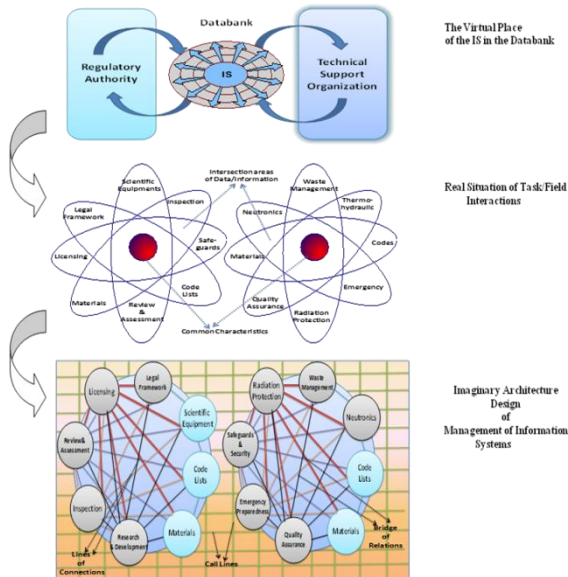 Databank
The Virtual Place
of the IS in the Databank
Regulatory
Authority
IS
Technical
Support
Organization
Scientific
Equipments
Intersection areas
of Data/Information
Waste
Management
Real Situation of Task/Field
Interactions
Legal
Framework
Inspection
Neutronics
Thermo-
hydraulic
Licensing
Safe-
guards
Materials
Codes
Materials
Review &
Assessment
Code
Lists
Quality
Assurance
Radiation
Protection
Emergency
Common Characteristics
Imaginary Architecture
Design
of
Management of Information
Systems
Licensing
Legal
Framework
Scientific
Equipment
Review&
Assessment
Code
Lists
Inspection
Research
& Development
Materials
Radiation
Protection
Waste
Management
Neutronics
Safeguards
&
Security
Code
Lists
Emergency
Preparedness
Quality
Assurance
Materials
Lines
of
Connections
Call Lines
Bridge
of
Relations